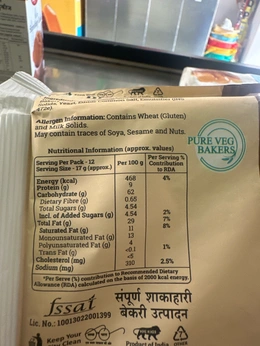 Allergen Information: Contains Wheat (Gluten)
and Milk Solids.
May contain traces of Soya, Sesame and Nuts.
PURE VEG
BAKERS
Nutritional Information (approx. values)
Serving Per Pack - 12
Serving Size - 17 g (approx.)
Per 100 g
Per Serving %
Contribution
to RDA
Energy (kcal) 468 4%
Protein (g) 9
Carbohydrate (g) 62
Dietary Fibre (g) 0.65
Total Sugars (g) 4.54
Incl. of Added Sugars (g) 4.54 2%
Total Fat (g) 29 7%
Saturated Fat (g) 11 8%
Monounsaturated Fat (g) 13
Polyunsaturated Fat (g) 4
Trans Fat (g) <0.1 1%
Cholesterol (mg) <5
Sodium (mg) 310 2.5%
*Per Serve (%) contribution to Recommended Dietary
Allowance (RDA) calculated on the basis of 2000 kcal energy.
fssai
Lic. No.: 10013022001399
संपूर्ण शाकाहारी
बेकरी उत्पादन
Keep Your
Clean
Product of India